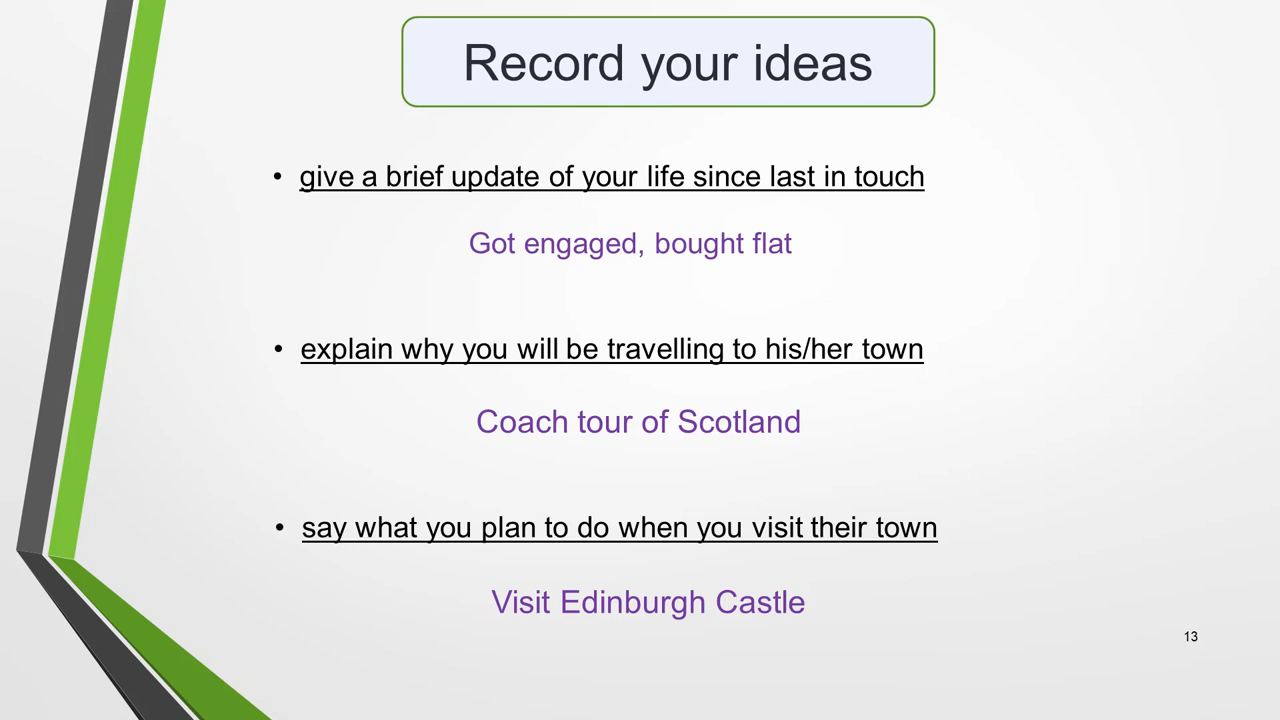 Record your ideas
• give a brief update of your life since last in touch
Got engaged, bought flat
• explain why you will be travelling to his/her town
Coach tour of Scotland
• say what you plan to do when you visit their town
Visit Edinburgh Castle
13